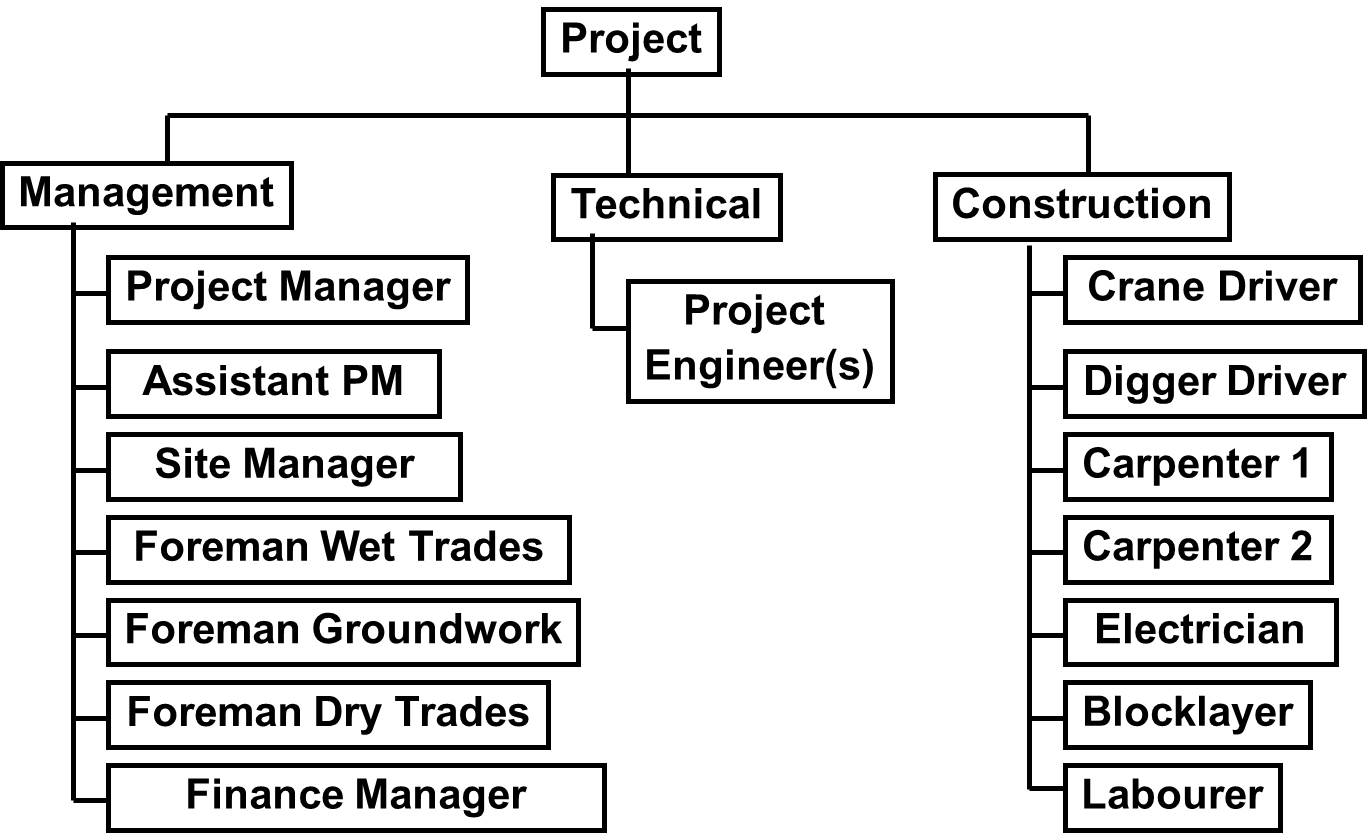 Project
Management
Technical
Construction
Project Manager
Assistant PM
Site Manager
Foreman Wet Trades
Foreman Groundwork
Foreman Dry Trades
Finance Manager
Project
Engineer(s)
Crane Driver
Digger Driver
Carpenter 1
Carpenter 2
Electrician
Blocklayer
Labourer